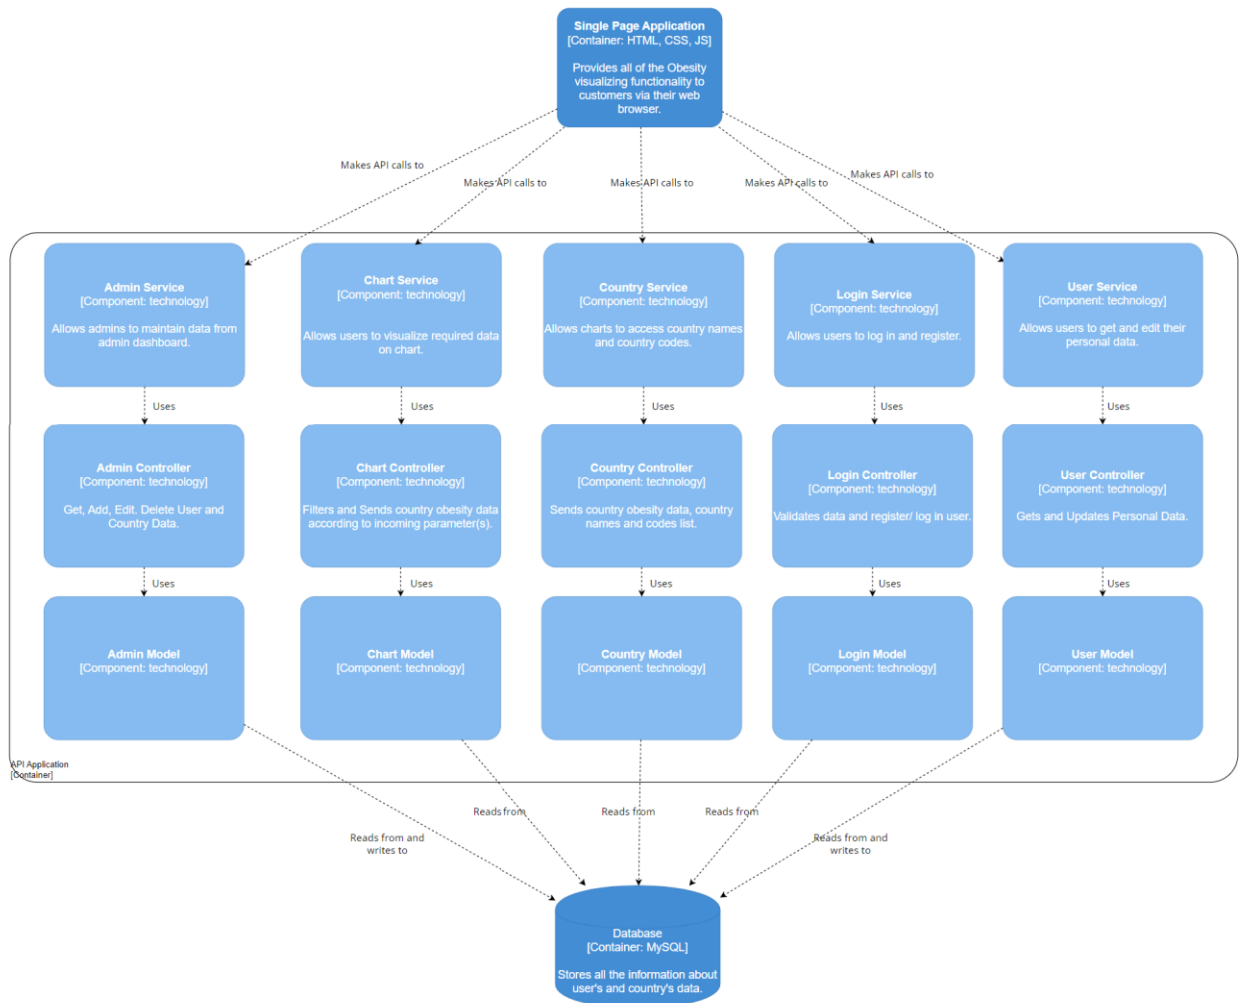 Single Page Application
[Container: HTML, CSS, JS]
Provides all of the Obesity
visualizing functionality to
customers via their web
browser.
Makes API calls to
Makes API calls to
Makes API calls to
Makes API calls to
Makes API calls to
Admin Service
[Component: technology]
Allows admins to maintain data from
admin dashboard.
Chart Service
[Component: technology]
Allows users to visualize required data
on chart.
Country Service
[Component: technology]
Allows charts to access country names
and country codes.
Login Service
[Component: technology]
Allows users to log in and register.
User Service
[Component: technology]
Allows users to get and edit their
personal data.
Uses
Uses
Uses
Uses
Uses
Admin Controller
[Component: technology]
Get, Add, Edit. Delete User and
Country Data.
Chart Controller
[Component: technology]
Filters and Sends country obesity data
according to incoming parameter(s).
Country Controller
[Component: technology]
Sends country obesity data, country
names and codes list.
Login Controller
[Component: technology]
Validates data and register/ log in user.
User Controller
[Component: technology]
Gets and Updates Personal Data.
Uses
Uses
Uses
Uses
Uses
Admin Model
[Component: technology]
Chart Model
[Component: technology]
Country Model
[Component: technology]
Login Model
[Component: technology]
User Model
[Component: technology]
API Application
[Container]
Reads from and
writes to
Reads from
Reads from
Reads from
Reads from and
writes to
Database
[Container: MySQL]
Stores all the information about
user's and country's data.